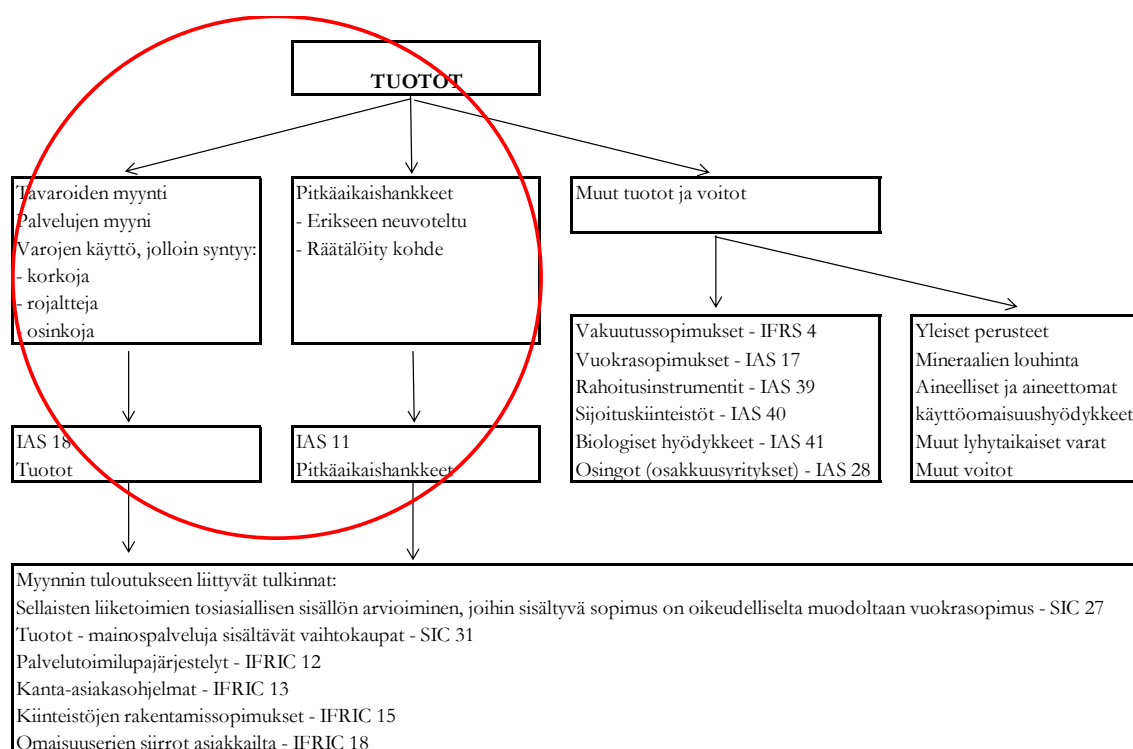 TUOTOT
Tavaroiden myynti
Palvelujen myyni
Varojen käyttö, jolloin syntyy:
- korkoja
- rojaltteja
- osinkoja
Pitkäaikaishankkeet
- Erikseen neuvoteltu
- Räätälöity kohde
Muut tuotot ja voitot
Vakuutussopimukset - IFRS 4
Vuokrasopimukset - IAS 17
Rahoitusinstrumentit - IAS 39
Sijoituskiinteistöt - IAS 40
Biologiset hyödykkeet - IAS 41
Osingot (osakkuusyritykset) - IAS 28
Yleiset perusteet
Mineraalien louhinta
Aineelliset ja aineettomat
käyttöomaisuushyödykkeet
Muut lyhytaikaiset varat
Muut voitot
IAS 18
Tuotot
IAS 11
Pitkäaikaishankkeet
Myynnin tuloutukseen liittyvät tulkinnat:
Sellaisten liiketoimien tosiasiallisen sisällön arvioiminen, joihin sisältyvä sopimus on oikeudelliselta muodoltaan vuokrasopimus - SIC 27
Tuotot - mainospalveluja sisältävät vaihtokaupat - SIC 31
Palvelutoimilupajärjestelyt - IFRIC 12
Kanta-asiakasohjelmat - IFRIC 13
Kiinteistöjen rakentamissopimukset - IFRIC 15
Omaisuuserien siirrot asiakkailta - IFRIC 18